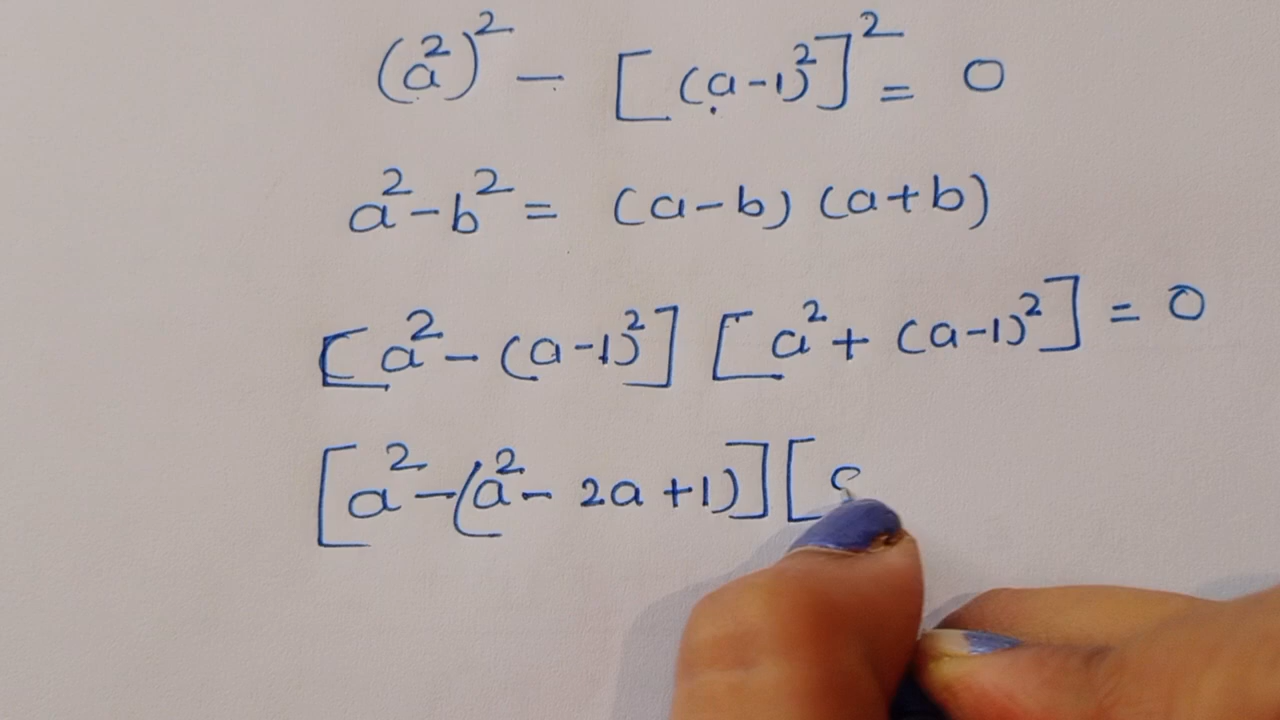 (a²)² - [(a-1)²]² = 0
a² - b² = (a-b) (a+b)
[a² - (a-1)²] [a² + (a-1)²] = 0
[a² - (a² - 2a + 1)] [